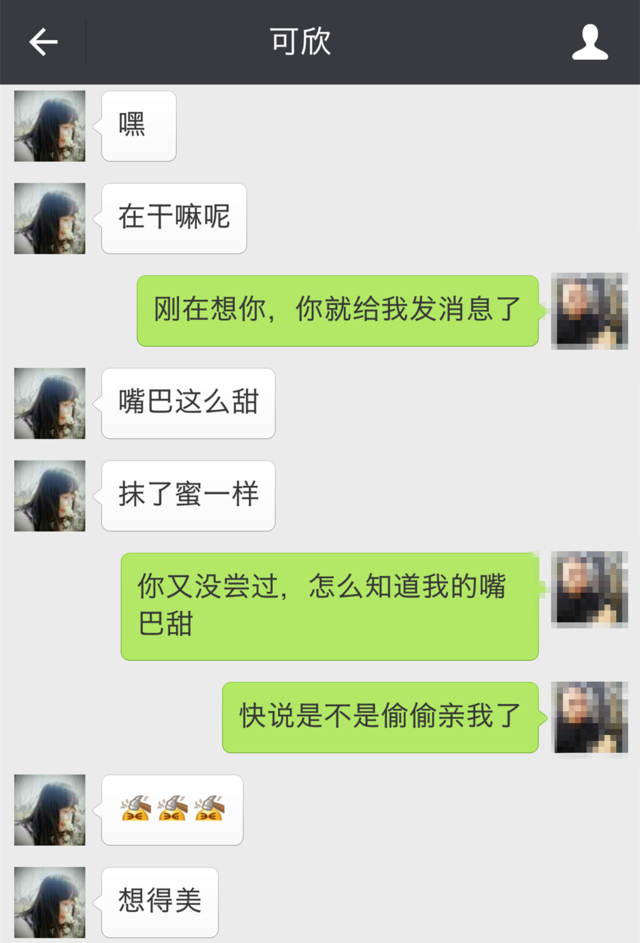 可欣
嘿
在干嘛呢
刚在想你，你就给我发消息了
嘴巴这么甜
抹了蜜一样
你又没尝过，怎么知道我的嘴
巴甜
快说是不是偷偷亲我了
想得美